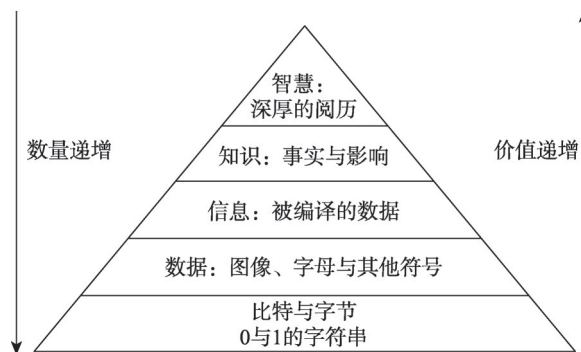 智慧：
深厚的阅历
数量递增
知识：事实与影响
价值递增
信息：被编译的数据
数据：图像、字母与其他符号
比特与字节
0与1的字符串